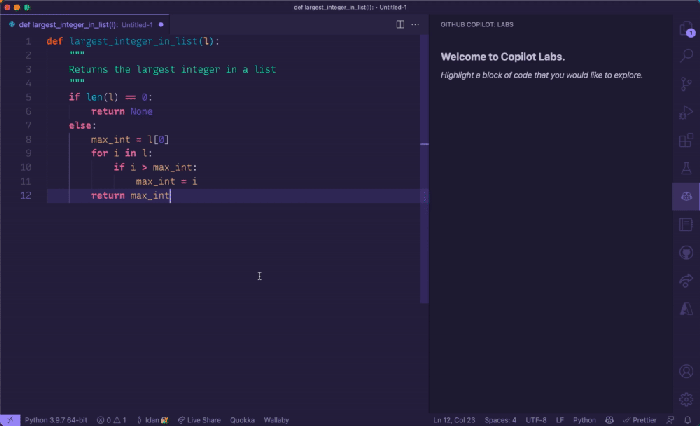 def largest_integer_in_list(l): Untitled-1
def largest_integer_in_list(l): Untitled-1
GITHUB COPILOT: LABS
1 def largest_integer_in_list(l):
2 """
3 Returns the largest integer in a list
4 """
5 if len(l) == 0:
6 return None
7 else:
8 max_int = l[0]
9 for i in l:
10 if i > max_int:
11 max_int = i
12 return max_int
Welcome to Copilot Labs.
Highlight a block of code that you would like to explore.
1
Python 3.9.7 64-bit 0 1 Idan Live Share Quokka Wallaby Ln 12, Col 23 Spaces: 4 UTF-8 LF Python Prettier